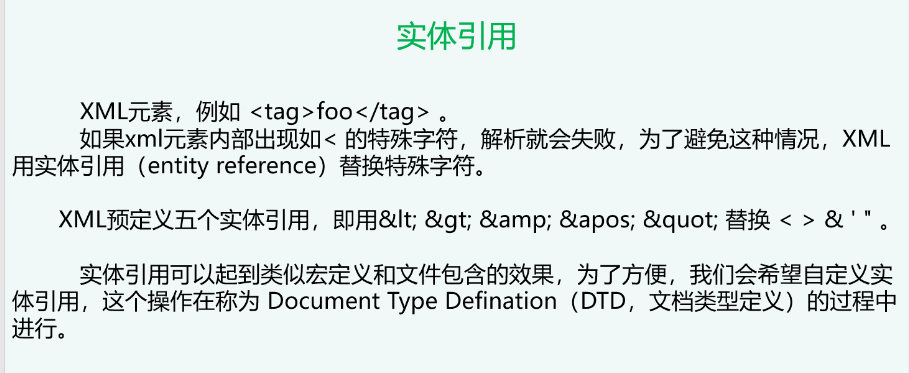 实体引用
XML元素，例如 <tag>foo</tag> 。
如果xml元素内部出现如< 的特殊字符，解析就会失败，为了避免这种情况，XML
用实体引用（entity reference）替换特殊字符。
XML预定义五个实体引用，即用&lt; &gt; &amp; &apos; &quot; 替换 < > & ' " 。
实体引用可以起到类似宏定义和文件包含的效果，为了方便，我们会希望自定义实
体引用，这个操作在称为 Document Type Defination（DTD，文档类型定义）的过程中
进行。